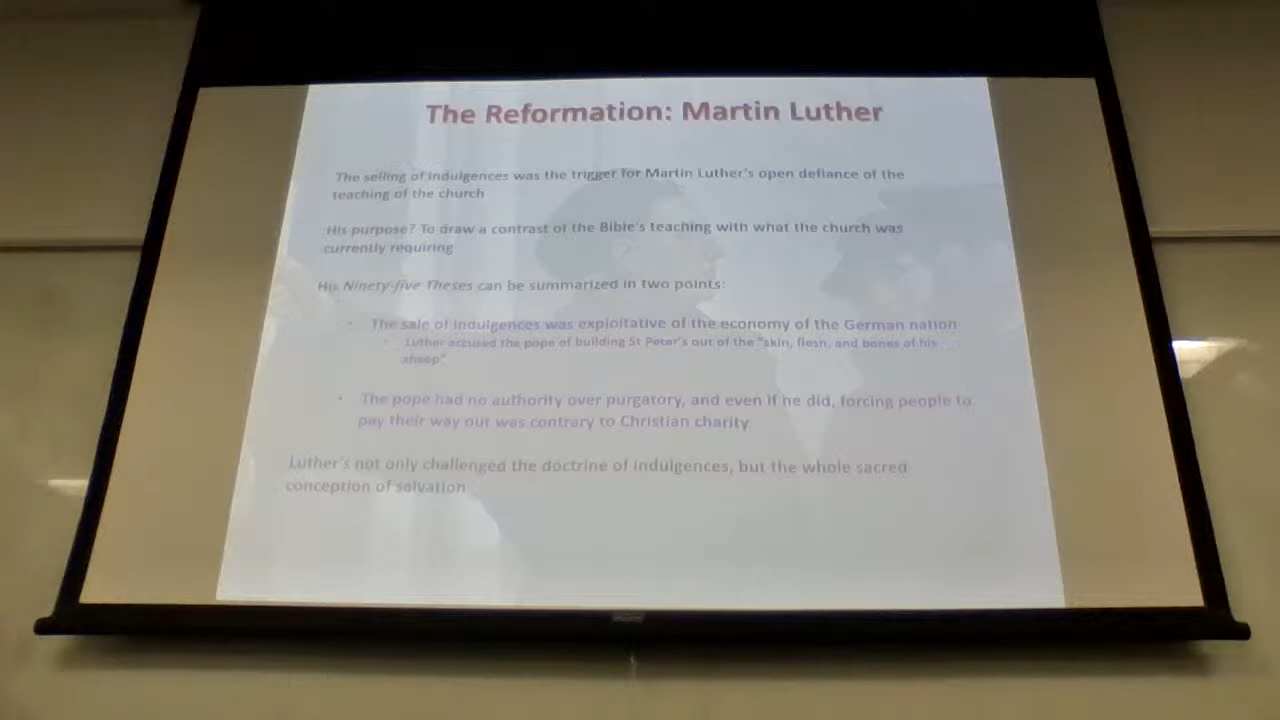 The Reformation: Martin Luther
The selling of indulgences was the trigger for Martin Luther's open defiance of the
teaching of the church
His purpose? To draw a contrast of the Bible's teaching with what the church was
currently requiring
His Ninety-five Theses can be summarized in two points:
• The sale of indulgences was exploitative of the economy of the German nation
• Luther accused the pope of building St Peter's out of the "skin, flesh, and bones of his
sheep"
• The pope had no authority over purgatory, and even if he did, forcing people to
pay their way out was contrary to Christian charity
Luther's not only challenged the doctrine of indulgences, but the whole sacred
conception of salvation